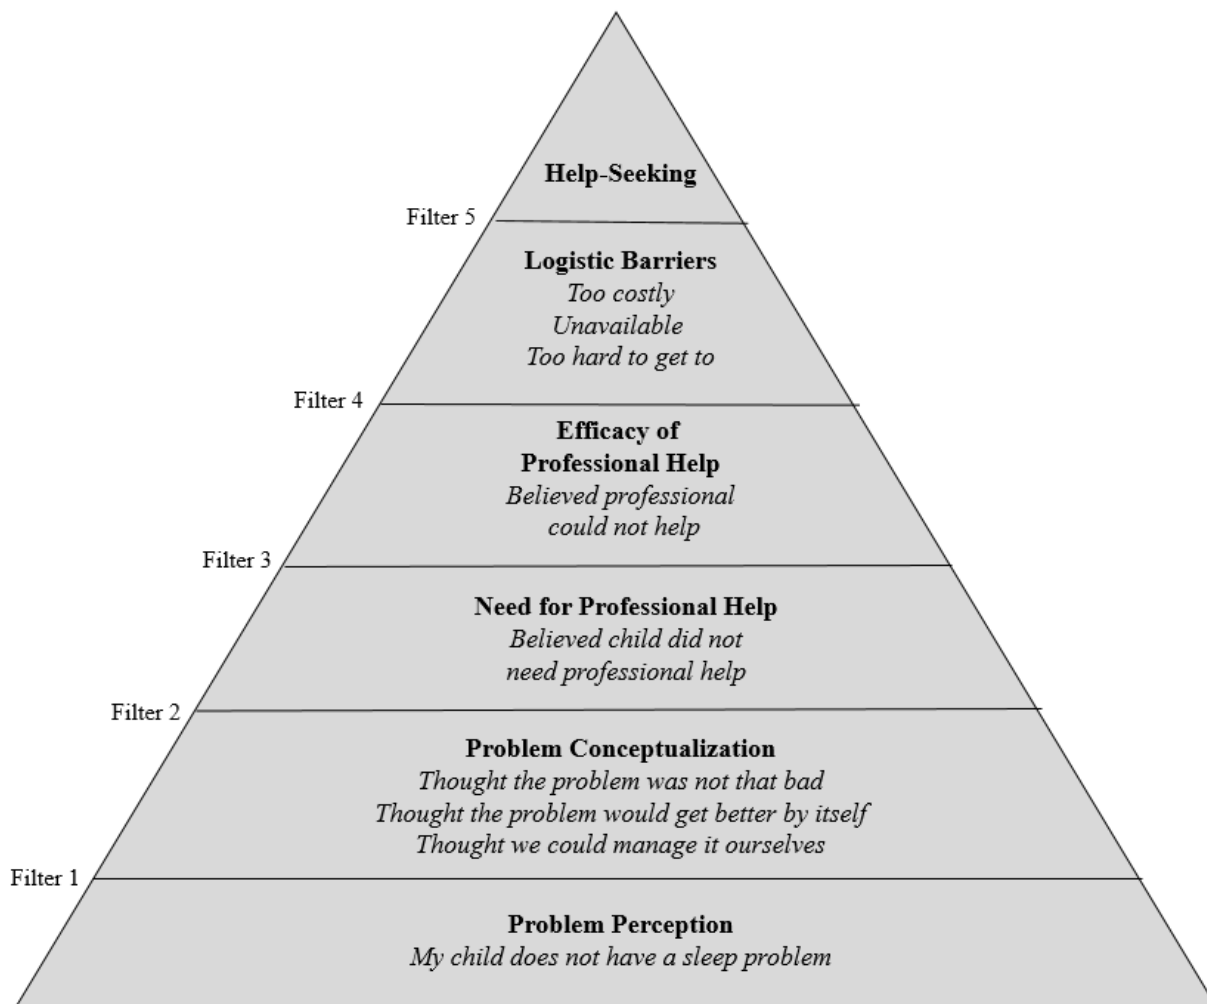 Help-Seeking
Filter 5
Logistic Barriers
Too costly
Unavailable
Too hard to get to
Filter 4
Efficacy of
Professional Help
Believed professional
could not help
Filter 3
Need for Professional Help
Believed child did not
need professional help
Filter 2
Problem Conceptualization
Thought the problem was not that bad
Thought the problem would get better by itself
Thought we could manage it ourselves
Filter 1
Problem Perception
My child does not have a sleep problem